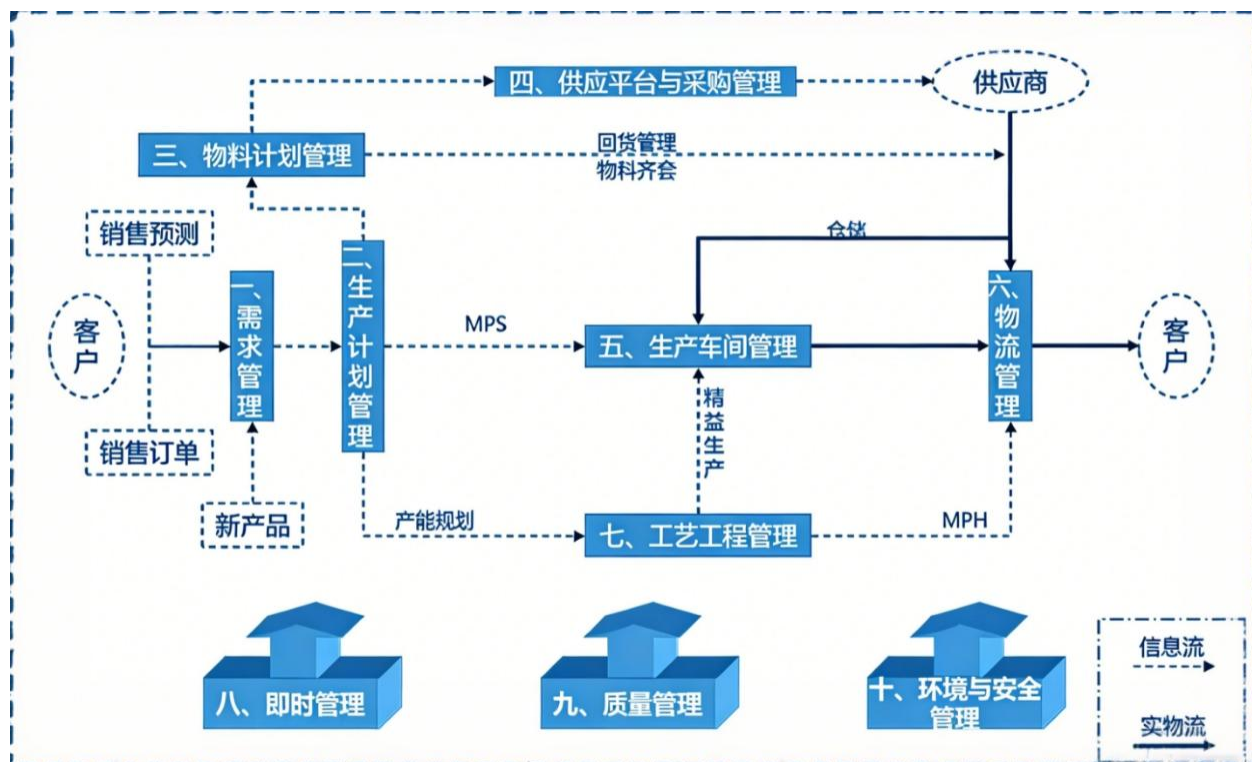 四、供应平台与采购管理
供应商
三、物料计划管理
回货管理
物科齐套
销售预测
仓储
客户
一、需求管理
二、生产计划管理
MPS
五、生产车间管理
六、物流管理
客户
销售订单
精益生产
新产品
产能规划
七、工艺工程管理
MPH
八、即时管理
九、质量管理
十、环境与安全
管理
信息流
实物流